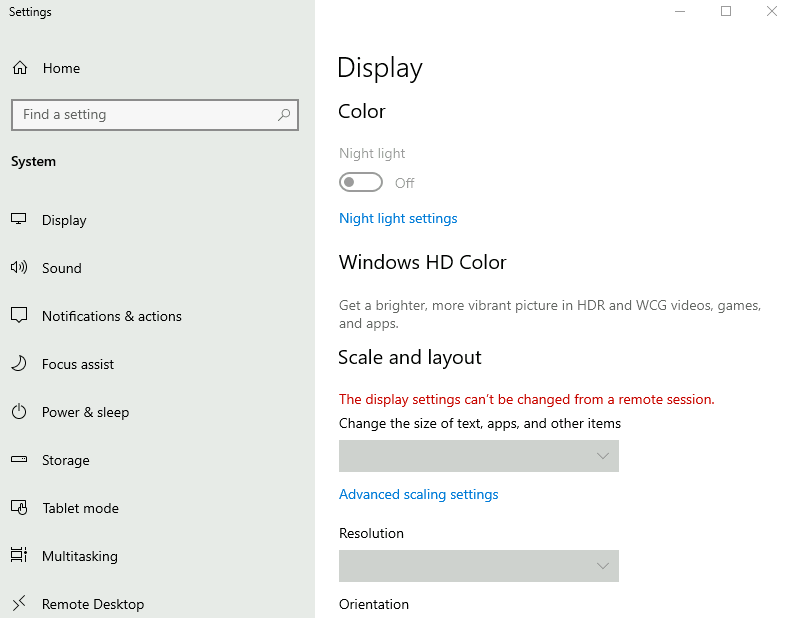 Settings
Home
Find a setting
System
Display
Sound
Notifications & actions
Focus assist
Power & sleep
Storage
Tablet mode
Multitasking
Remote Desktop
Display
Color
Night light
Off
Night light settings
Windows HD Color
Get a brighter, more vibrant picture in HDR and WCG videos, games,
and apps.
Scale and layout
The display settings can't be changed from a remote session.
Change the size of text, apps, and other items
Advanced scaling settings
Resolution
Orientation